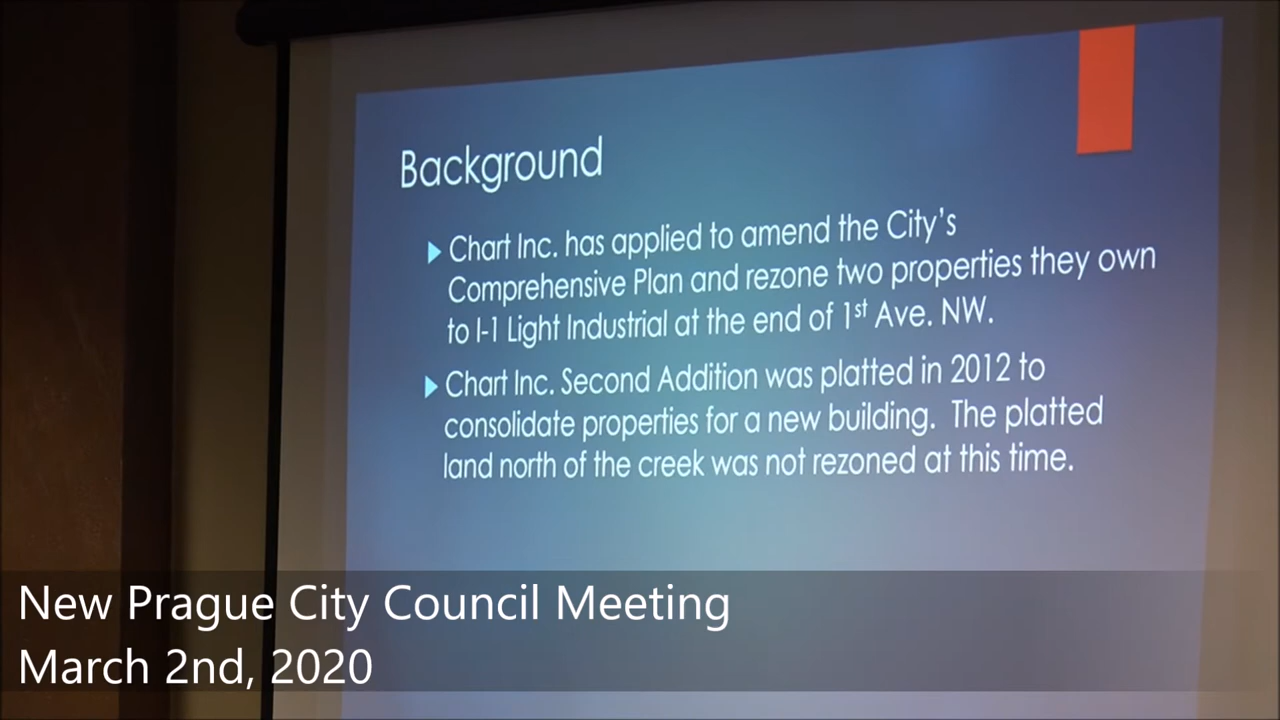 Background
Chart Inc. has applied to amend the City's
Comprehensive Plan and rezone two properties they own
to I-1 Light Industrial at the end of 1st Ave. NW.
Chart Inc. Second Addition was platted in 2012 to
consolidate properties for a new building.  The platted
land north of the creek was not rezoned at this time.
New Prague City Council Meeting
March 2nd, 2020